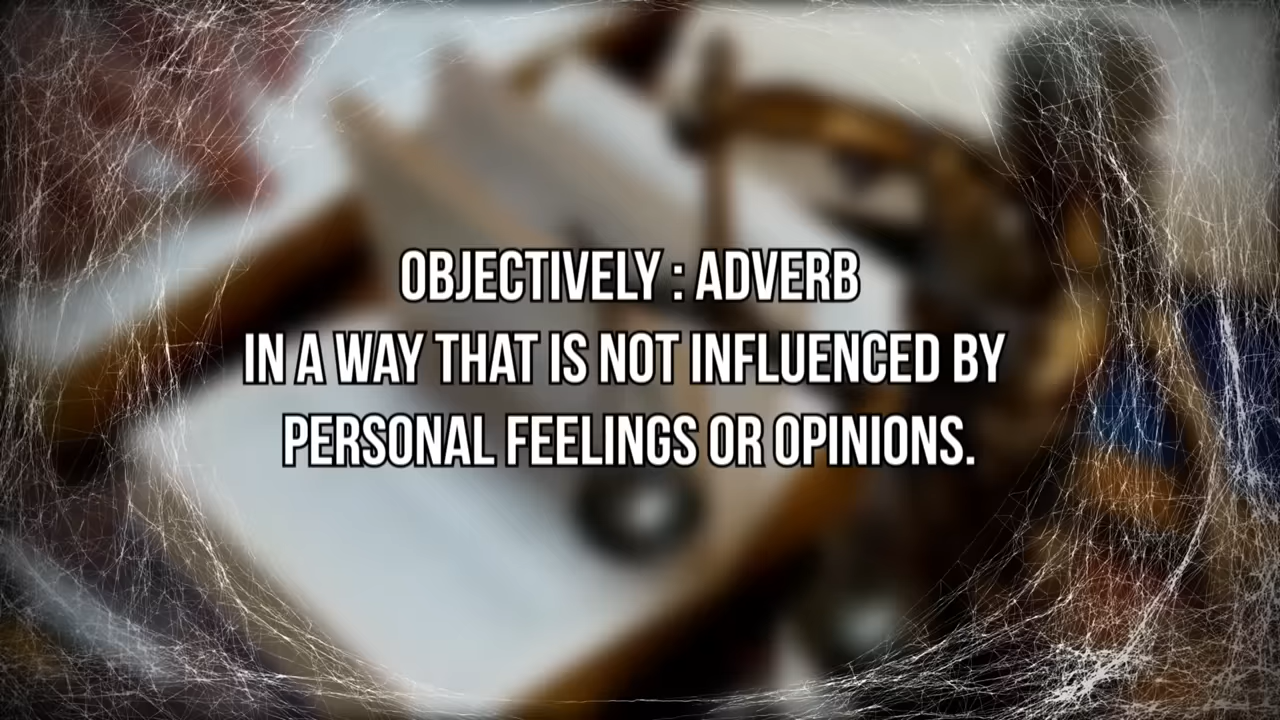 OBJECTIVELY : ADVERB
IN A WAY THAT IS NOT INFLUENCED BY
PERSONAL FEELINGS OR OPINIONS.